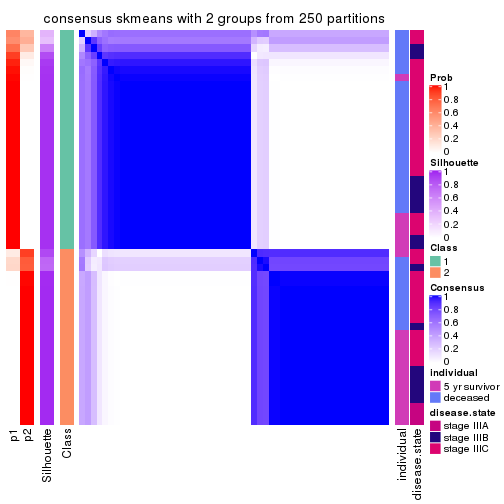 consensus skmeans with 2 groups from 250 partitions
Prob
1
0.8
0.6
0.4
0.2
0
Silhouette
1
0.8
0.6
0.4
0.2
0
Class
1
2
Consensus
1
0.8
0.6
0.4
0.2
0
individual
5 yr survivor
deceased
disease.state
stage IIIA
stage IIIB
stage IIIC
p1
p2
Silhouette
Class
individual
disease.state